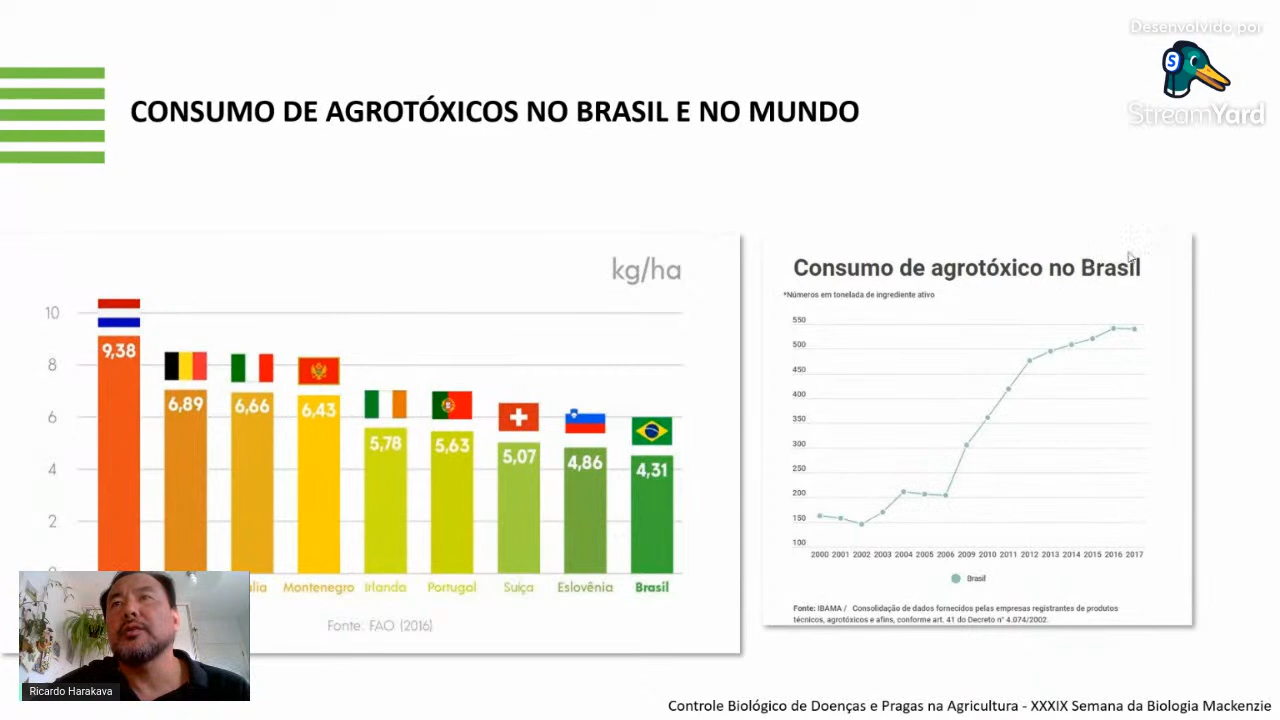 Desenvolvido por
StreamYard
S
CONSUMO DE AGROTÓXICOS NO BRASIL E NO MUNDO
kg/ha
10
8
6
4
2
9,38
6,89
6,66
6,43
5,78
5,63
5,07
4,86
4,31
Montenegro Irlanda Portugal Suíça Eslovênia Brasil
Fonte: FAO (2016)
Consumo de agrotóxico no Brasil
*Números em tonelada de ingrediente ativo
550
500
450
400
350
300
250
200
150
100
2000 2001 2002 2003 2004 2005 2006 2009 2010 2011 2012 2013 2014 2015 2016 2017
Brasil
Fonte: IBAMA / Consolidação de dados fornecidos pelas empresas registrantes de produtos
técnicos, agrotóxicos e afins, conforme art. 41 do Decreto n° 4.074/2002.
Ricardo Harakava
Controle Biológico de Doenças e Pragas na Agricultura - XXXIX Semana da Biologia Mackenzie